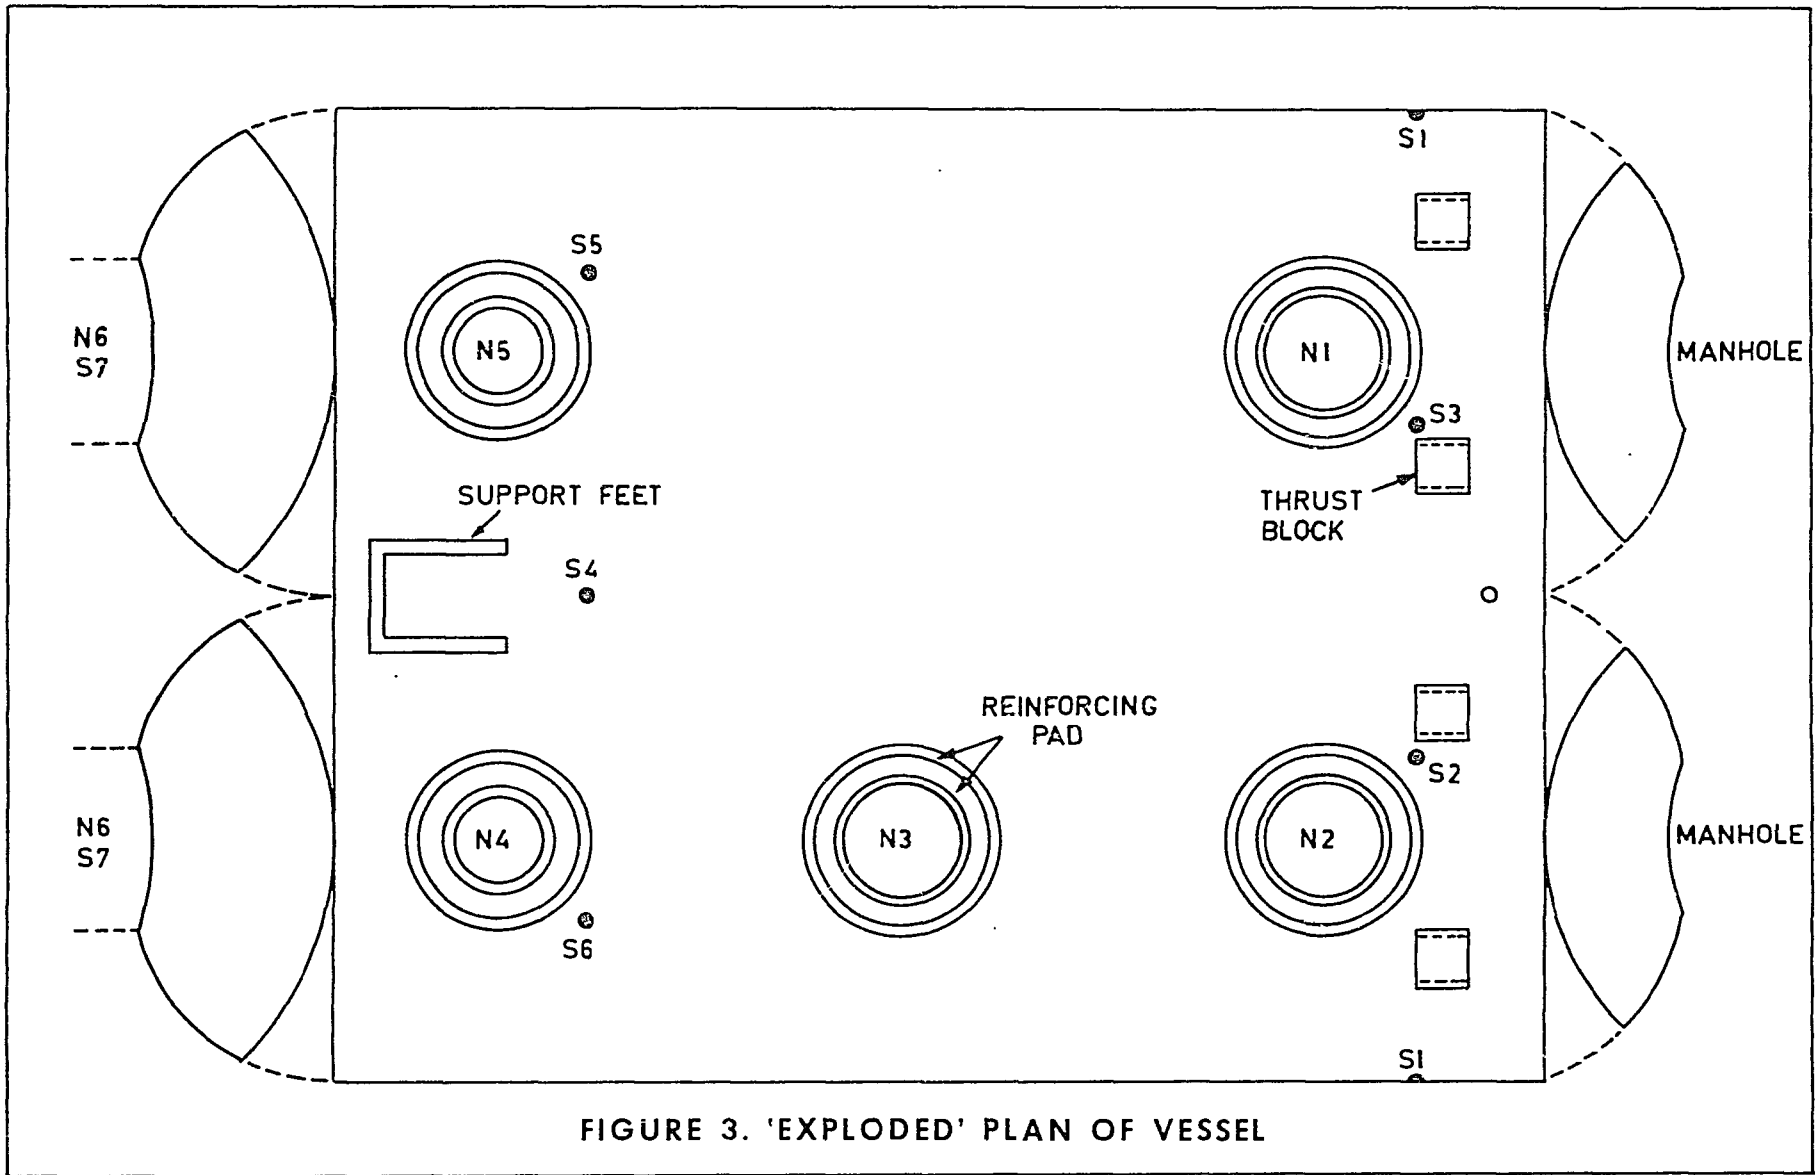 S1
S5
N6
S7
N5
N1
MANHOLE
S3
SUPPORT FEET
THRUST
BLOCK
S4
REINFORCING
PAD
S2
N6
S7
N4
N3
N2
MANHOLE
S6
S1
FIGURE 3. 'EXPLODED' PLAN OF VESSEL